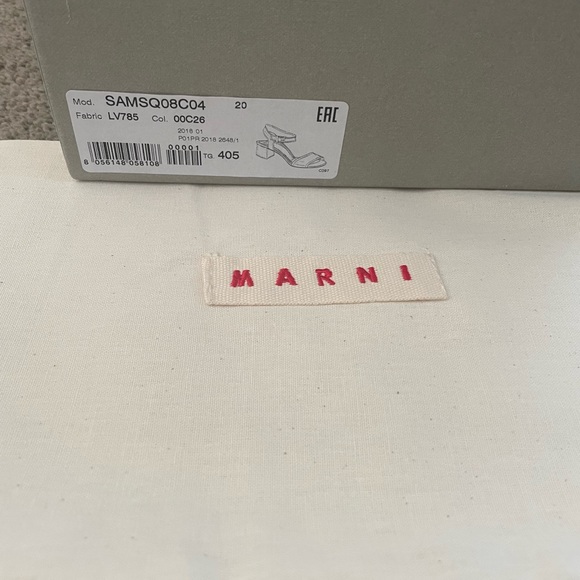 Mod. SAMSQ08C04 20
Fabric LV785 Col. 00C26
2018 01
P01PR 2018 2648/1
00001
8 056148 058108
TG. 405
EAC
MARNI